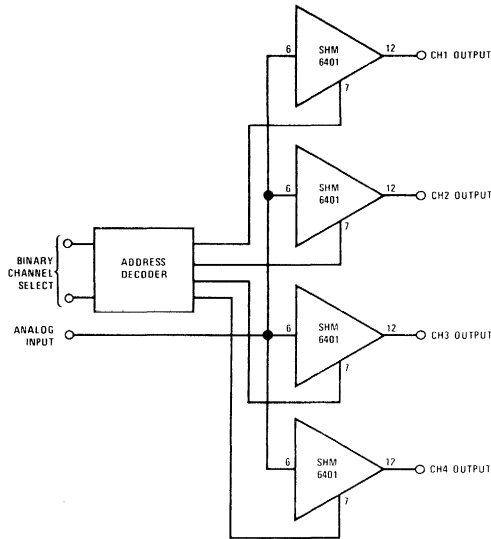 6
SHM
6401
12
CH1 OUTPUT
7
6
SHM
6401
12
CH2 OUTPUT
7
BINARY
CHANNEL
SELECT
ADDRESS
DECODER
ANALOG
INPUT
6
SHM
6401
12
CH3 OUTPUT
7
6
SHM
6401
12
CH4 OUTPUT
7